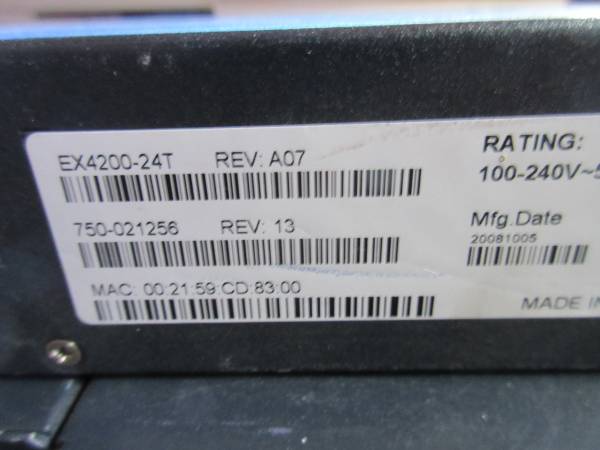 EX4200-24T REV: A07
750-021256 REV: 13
MAC: 00:21:59:CD:83:00
RATING:
100-240V~
Mfg.Date
20081005
MADE IN